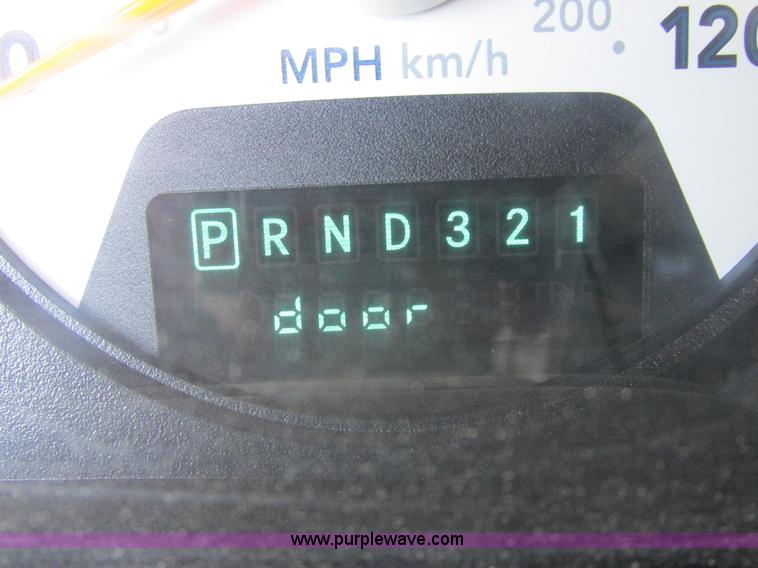 200 120
MPH km/h
P R N D 3 2 1
door
www.purplewave.com